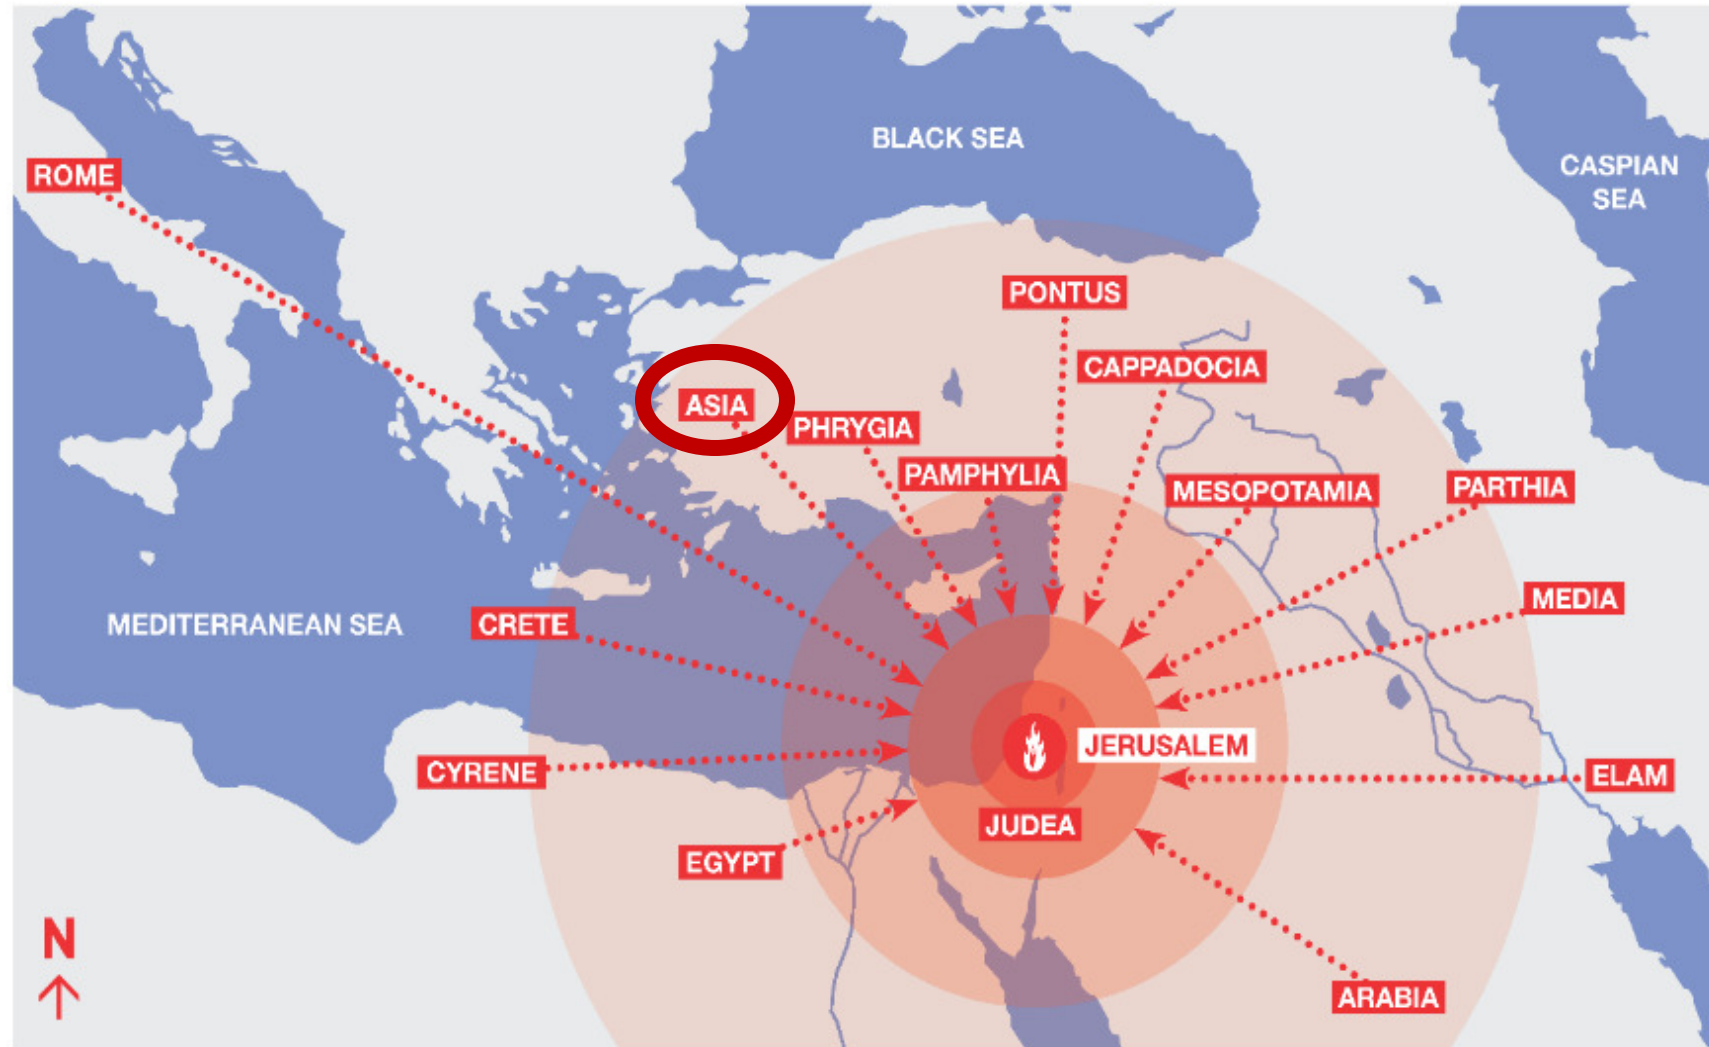 BLACK SEA
CASPIAN
SEA
ROME
PONTUS
CAPPADOCIA
ASIA
PHRYGIA
PAMPHYLIA
MESOPOTAMIA
PARTHIA
MEDIA
MEDITERRANEAN SEA
CRETE
JERUSALEM
CYRENE
ELAM
JUDEA
EGYPT
N
ARABIA